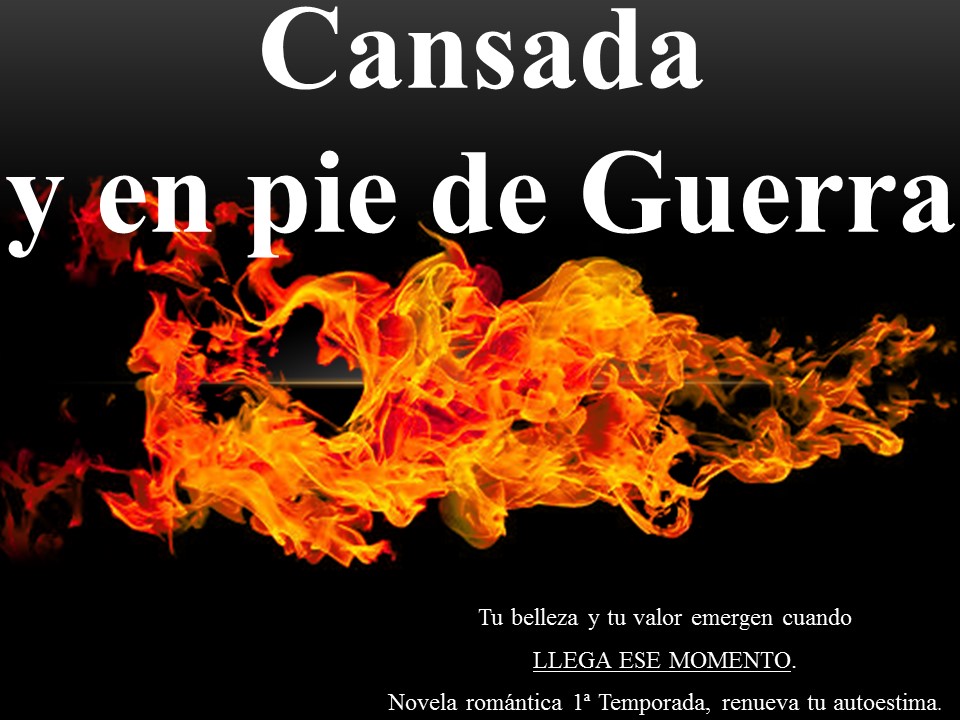 Cansada
y en pie de Guerra
Tu belleza y tu valor emergen cuando
LLEGA ESE MOMENTO.
Novela romántica 1ª Temporada, renueva tu autoestima.